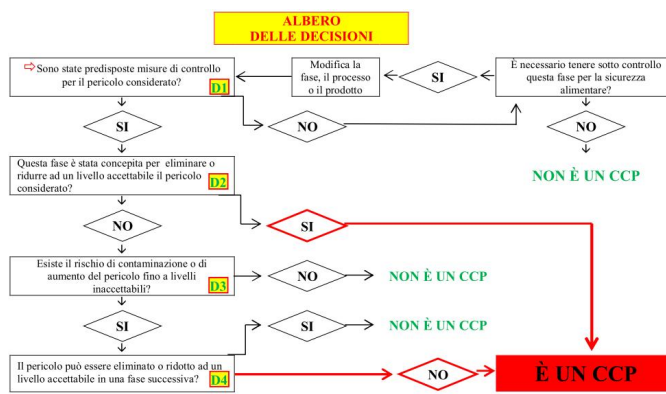 ALBERO
DELLE DECISIONI
⇨Sono state predisposte misure di controllo
per il pericolo considerato?
D1
Modifica la
fase, il processo
o il prodotto
SI
È necessario tenere sotto controllo
questa fase per la sicurezza
alimentare?
SI
NO
NO
NON È UN CCP
Questa fase è stata concepita per eliminare o
ridurre ad un livello accettabile il pericolo
considerato?
D2
NO
SI
Esiste il rischio di contaminazione o di
aumento del pericolo fino a livelli
inaccettabili?
D3
NO
NON È UN CCP
SI
SI
NON È UN CCP
Il pericolo può essere eliminato o ridotto ad un
livello accettabile in una fase successiva?
D4
NO
È UN CCP